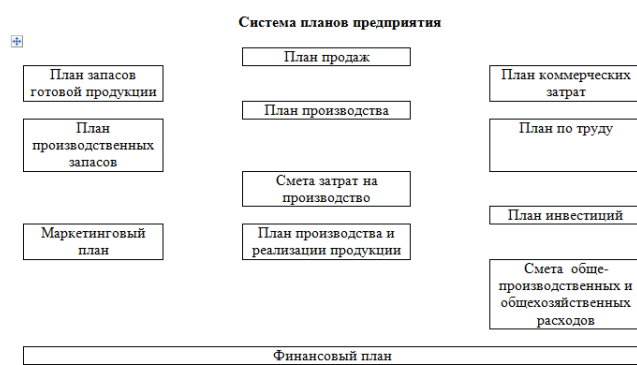 Система планов предприятия
План продаж
План запасов
готовой продукции
План коммерческих
затрат
План производства
План
производственных
запасов
План по труду
Смета затрат на
производство
План инвестиций
Маркетинговый
план
План производства и
реализации продукции
Смета обще-
производственных и
общехозяйственных
расходов
Финансовый план